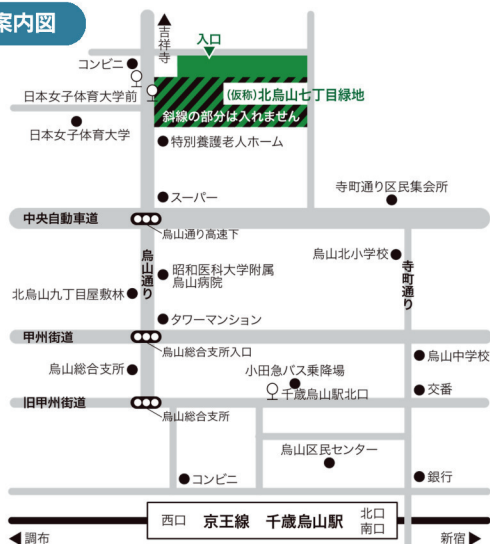 案内図
吉祥寺
入口
コンビニ
日本女子体育大学前
(仮称)北烏山七丁目緑地
斜線の部分は入れません
日本女子体育大学
特別養護老人ホーム
スーパー
寺町通り区民集会所
中央自動車道
烏山通り高速下
烏山通り
烏山北小学校
寺町通り
昭和医科大学附属
烏山病院
北烏山九丁目屋敷林
タワーマンション
甲州街道
烏山総合支所入口
烏山中学校
烏山総合支所
小田急バス乗降場
千歳烏山駅北口
交番
旧甲州街道
烏山総合支所
烏山区民センター
コンビニ
銀行
西口 京王線 千歳烏山駅 北口
南口
調布
新宿